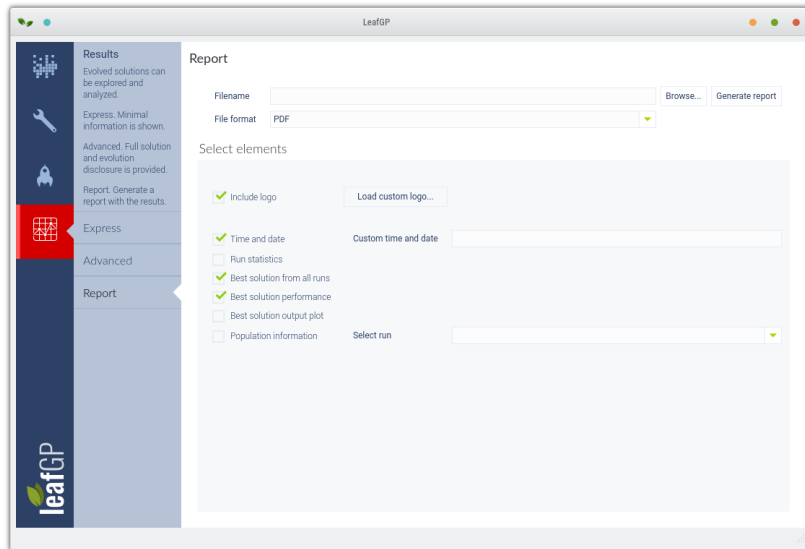 LeafGP
Results
Evolved solutions can
be explored and
analyzed.
Express. Minimal
information is shown.
Advanced. Full solution
and evolution
disclosure is provided.
Report. Generate a
report with the resuts.
Express
Advanced
Report
leafGP
Report
Filename
Browse...
Generate report
File format
PDF
Select elements
Include logo
Load custom logo...
Time and date
Custom time and date
Run statistics
Best solution from all runs
Best solution performance
Best solution output plot
Population information
Select run